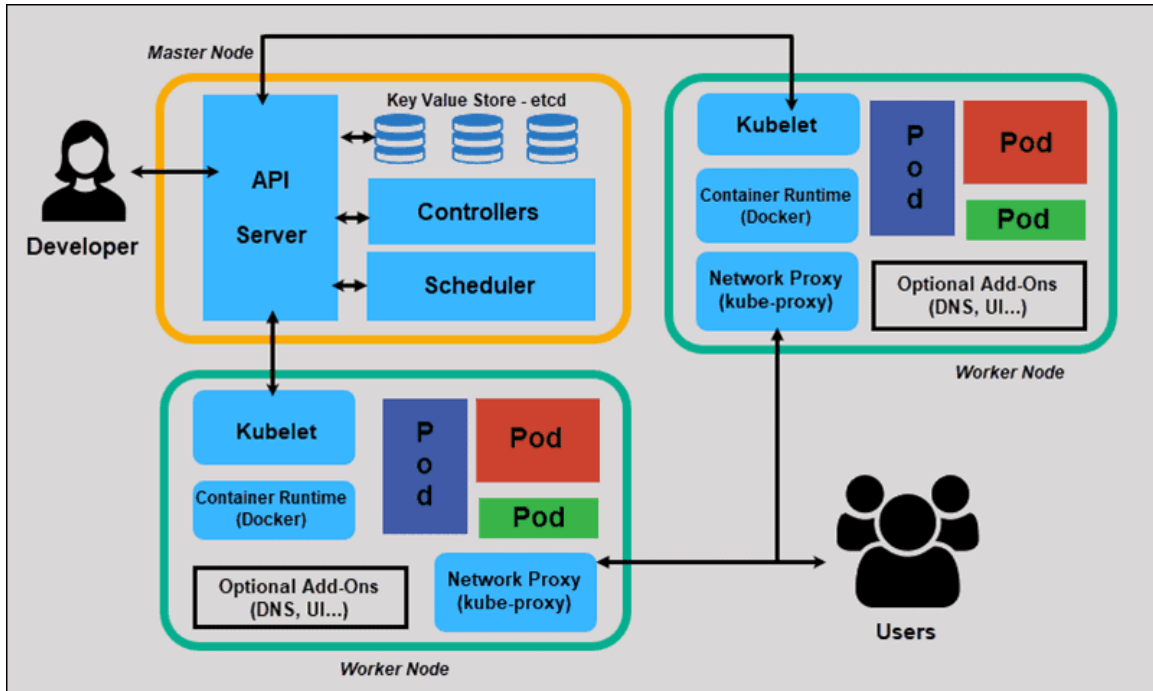 Master Node
Key Value Store - etcd
API
Server
Controllers
Scheduler
Developer
Kubelet
Container Runtime
(Docker)
Network Proxy
(kube-proxy)
Pod
Pod
Pod
Optional Add-Ons
(DNS, UI...)
Worker Node
Kubelet
Container Runtime
(Docker)
Pod
Pod
Pod
Optional Add-Ons
(DNS, UI...)
Network Proxy
(kube-proxy)
Worker Node
Users